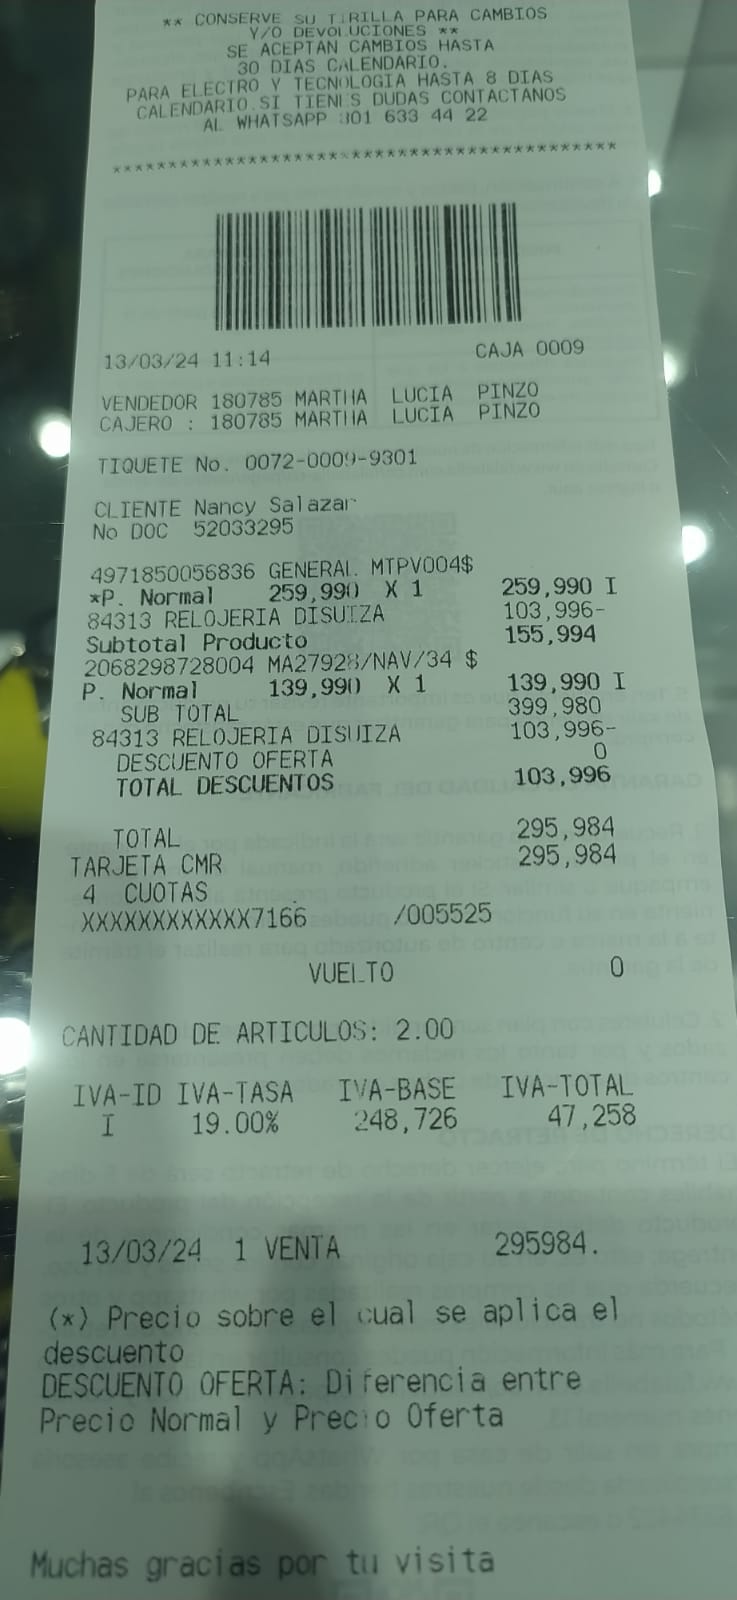 ** CONSERVE SU TIRILLA PARA CAMBIOS
Y/O DEVOLUCIONES **
SE ACEPTAN CAMBIOS HASTA
30 DIAS CALENDARIO.
PARA ELECTRO Y TECNOLOGIA HASTA 8 DIAS
CALENDARIO.SI TIENES DUDAS CONTACTANOS
AL WHATSAPP 301 633 44 22
******************************************
13/03/24 11:14 CAJA 0009
VENDEDOR 180785 MARTHA LUCIA PINZO
CAJERO : 180785 MARTHA LUCIA PINZO
TIQUETE No. 0072-0009-9301
CLIENTE Nancy Salazar
No DOC 52033295
4971850056836 GENERAL MTPV004$
*P. Normal 259,990 X 1 259,990 I
84313 RELOJERIA DISUIZA 103,996-
Subtotal Producto 155,994
2068298728004 MA27928/NAV/34 $
P. Normal 139,990 X 1 139,990 I
SUB TOTAL 399,980
84313 RELOJERIA DISUIZA 103,996-
DESCUENTO OFERTA 0
TOTAL DESCUENTOS 103,996
TOTAL 295,984
TARJETA CMR 295,984
4 CUOTAS
XXXXXXXXXXXX7166 /005525
VUELTO 0
CANTIDAD DE ARTICULOS: 2.00
IVA-ID IVA-TASA IVA-BASE IVA-TOTAL
I 19.00% 248,726 47,258
13/03/24 1 VENTA 295984.
(*) Precio sobre el cual se aplica el
descuento
DESCUENTO OFERTA: Diferencia entre
Precio Normal y Precio Oferta
Muchas gracias por tu visita